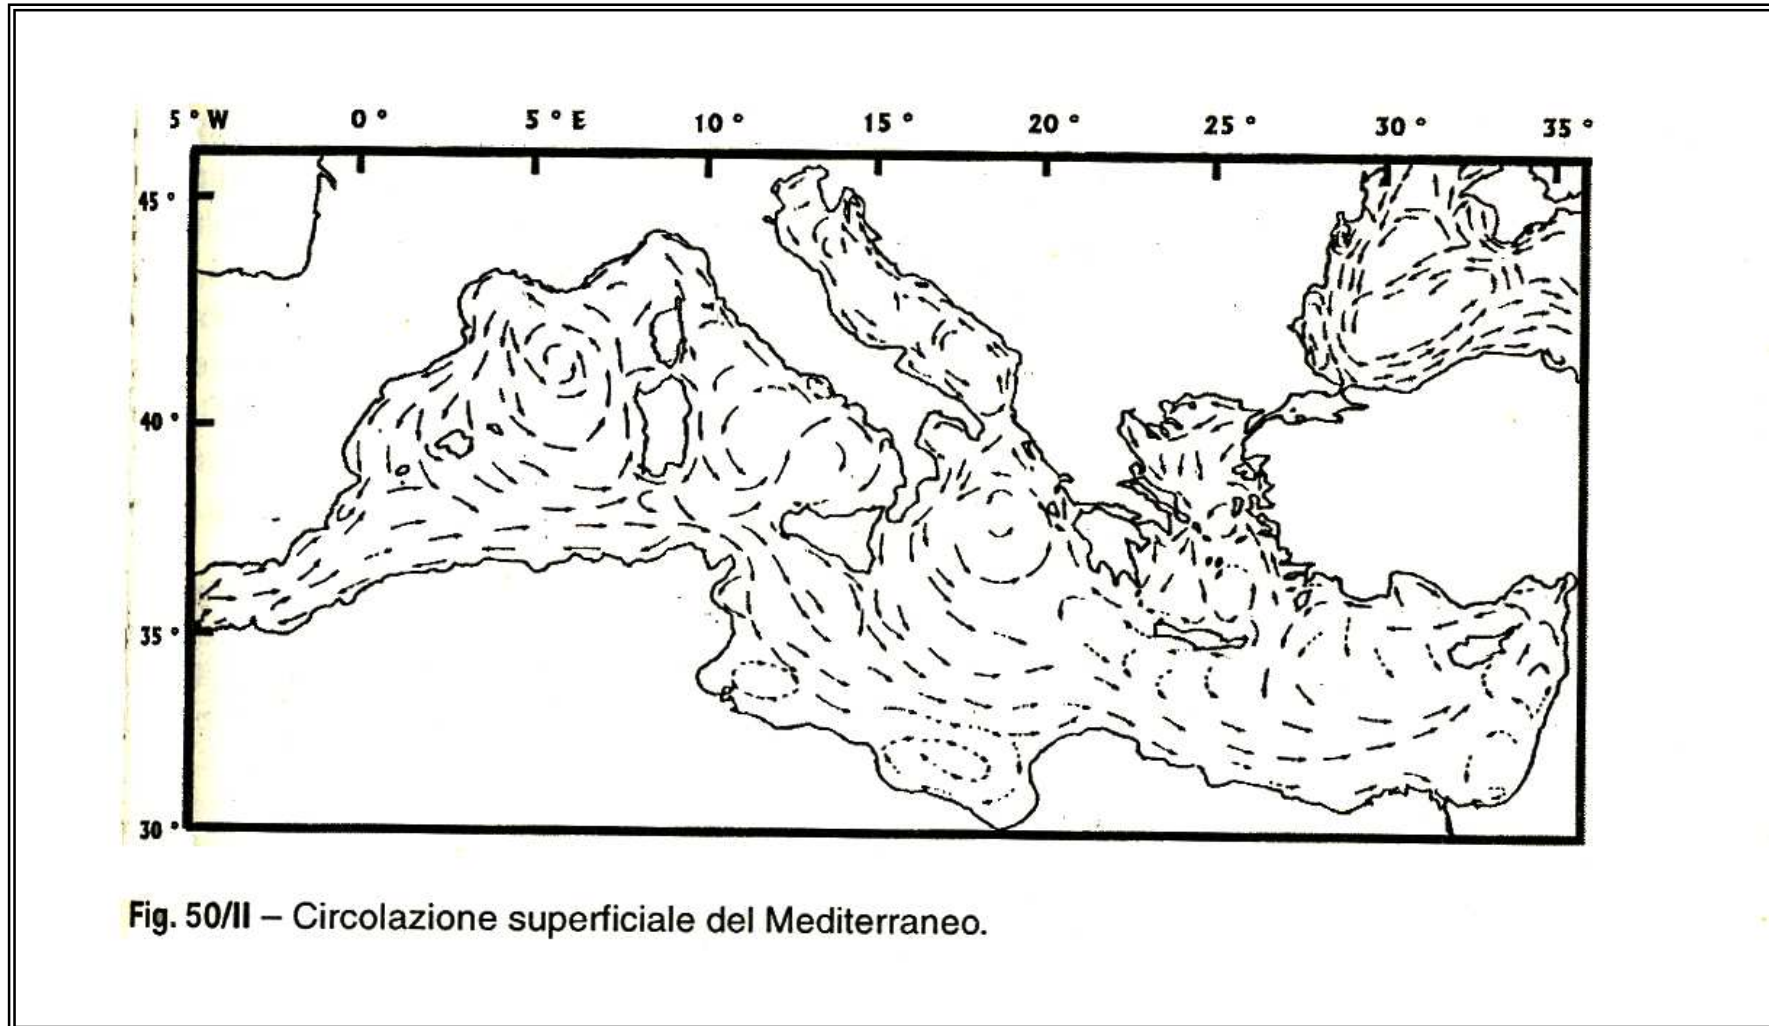 5 ° W 0 ° 5 ° E 10 ° 15 ° 20 ° 25 ° 30 ° 35 °
45 °
40 °
35 °
30 °
Fig. 50/II – Circolazione superficiale del Mediterraneo.